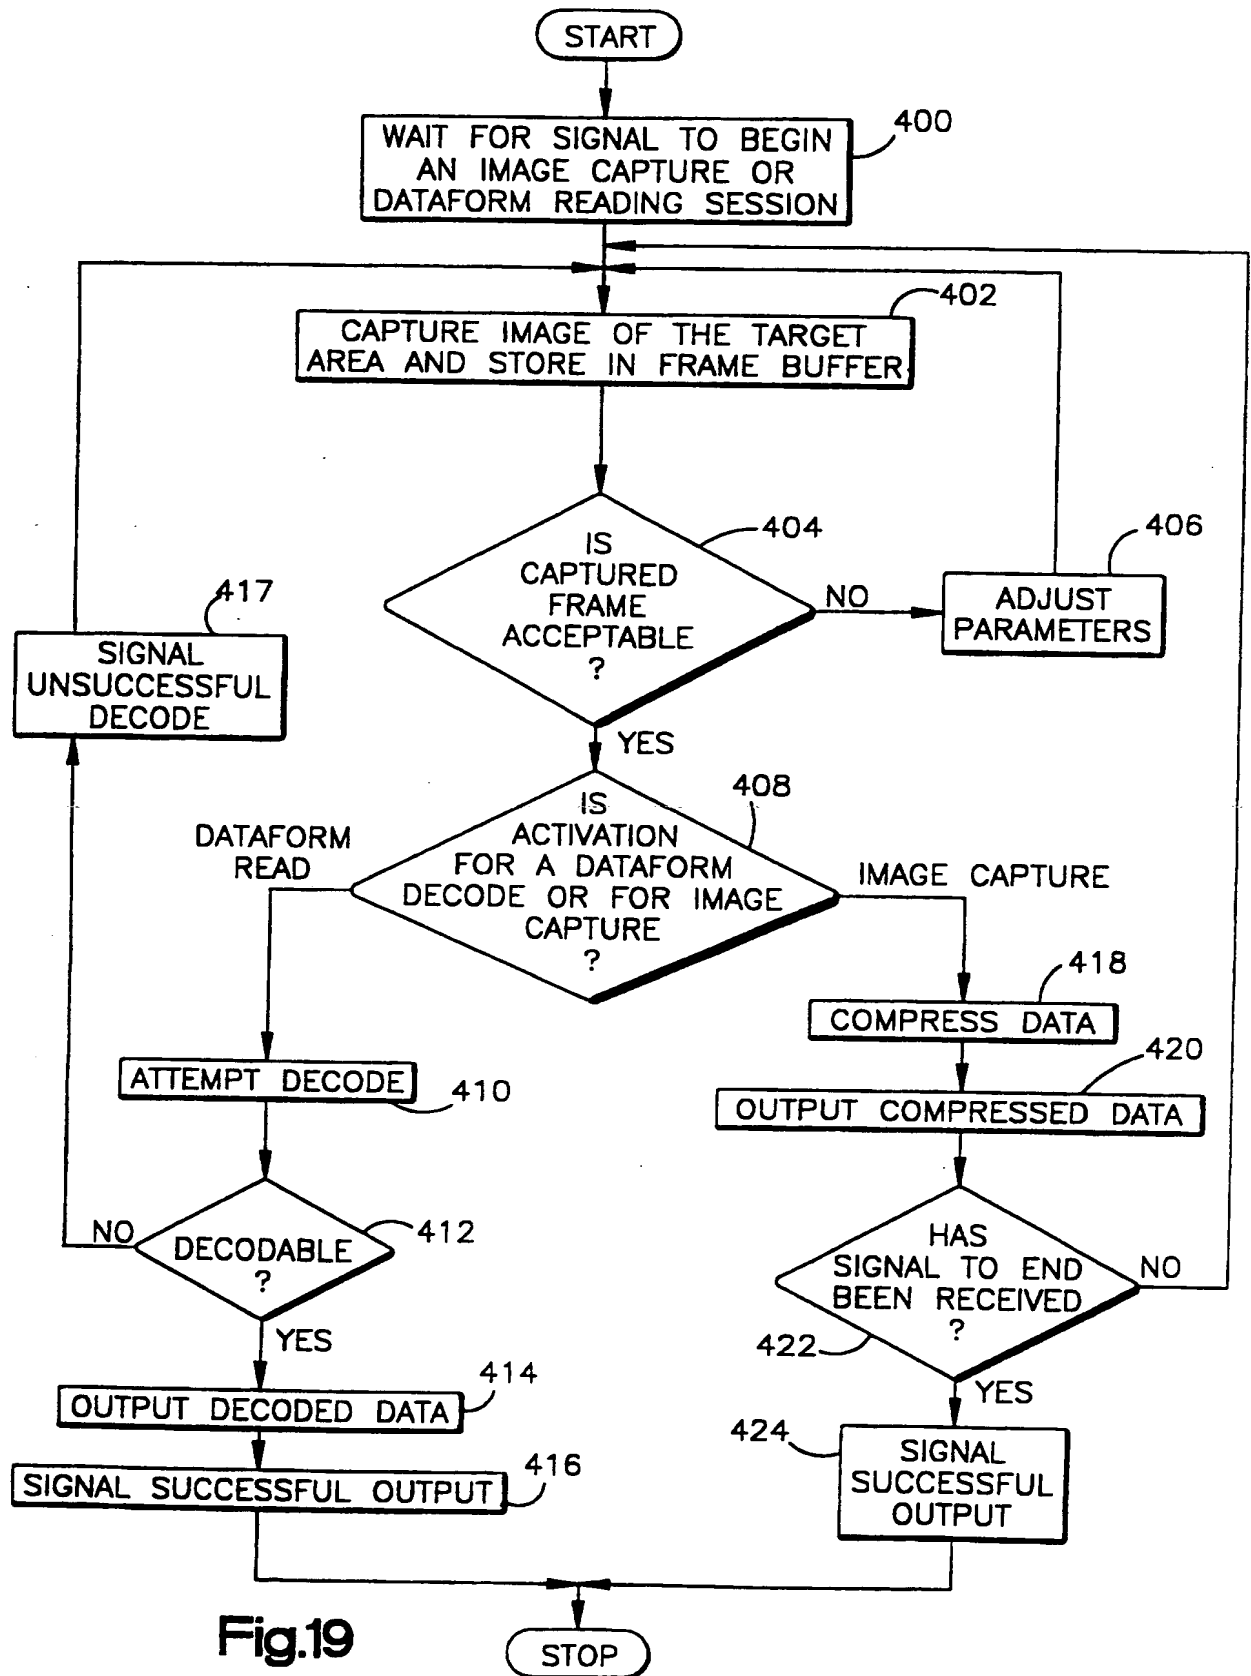 START
400
WAIT FOR SIGNAL TO BEGIN
AN IMAGE CAPTURE OR
DATAFORM READING SESSION
402
CAPTURE IMAGE OF THE TARGET
AREA AND STORE IN FRAME BUFFER
404
IS
CAPTURED
FRAME
ACCEPTABLE
?
NO
406
ADJUST
PARAMETERS
417
SIGNAL
UNSUCCESSFUL
DECODE
YES
408
IS
ACTIVATION
FOR A DATAFORM
DECODE OR FOR IMAGE
CAPTURE
?
DATAFORM
READ
IMAGE CAPTURE
418
COMPRESS DATA
420
OUTPUT COMPRESSED DATA
ATTEMPT DECODE
410
412
DECODABLE
?
NO
YES
HAS
SIGNAL TO END
BEEN RECEIVED
?
NO
422
YES
414
OUTPUT DECODED DATA
416
SIGNAL SUCCESSFUL OUTPUT
424
SIGNAL
SUCCESSFUL
OUTPUT
STOP
Fig.19